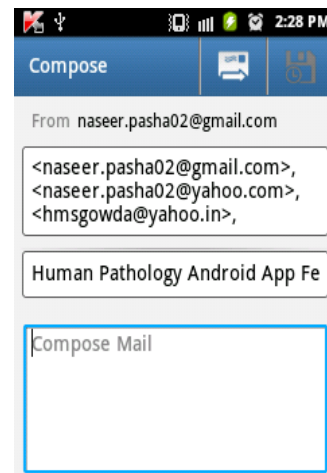 2:28 PM
Compose
From naseer.pasha02@gmail.com
<naseer.pasha02@gmail.com>,
<naseer.pasha02@yahoo.com>,
<hmsgowda@yahoo.in>,
Human Pathology Android App Fe
Compose Mail